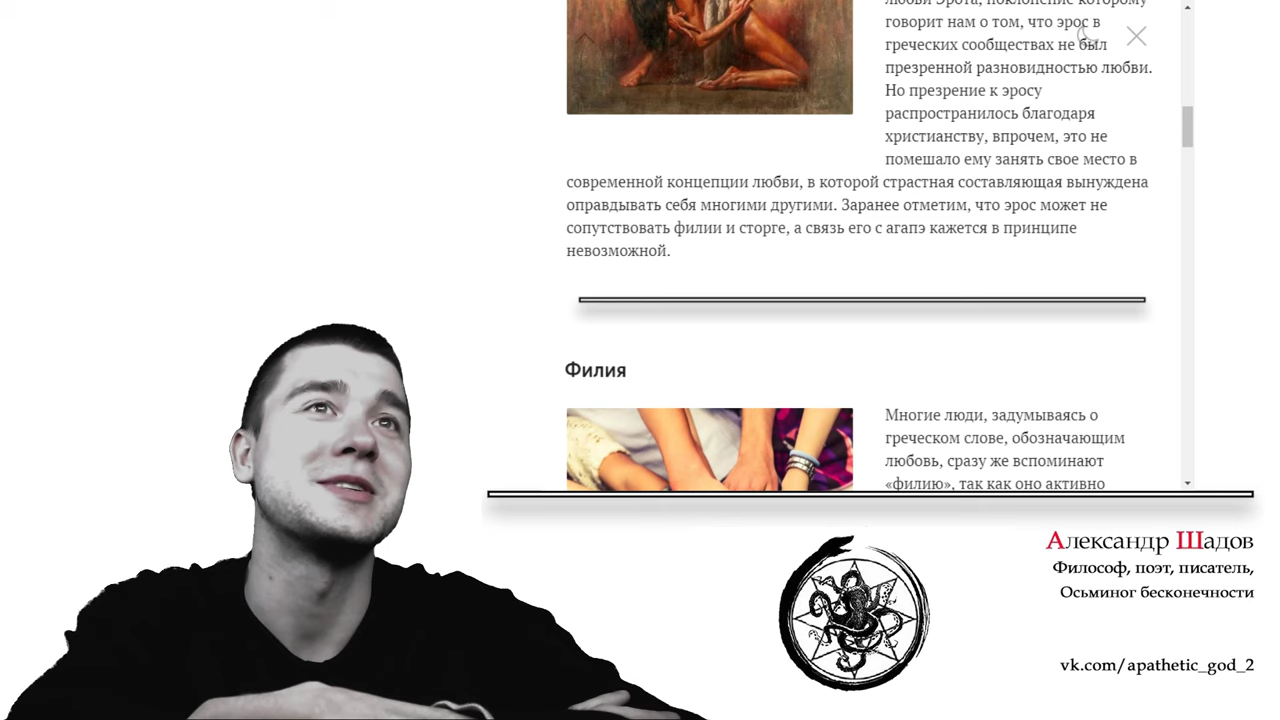 любви Эрота, поклонение которому
говорит нам о том, что эрос в
греческих сообществах не был
презренной разновидностью любви.
Но презрение к эросу
распространилось благодаря
христианству, впрочем, это не
помешало ему занять свое место в
современной концепции любви, в которой страстная составляющая вынуждена
оправдывать себя многими другими. Заранее отметим, что эрос может не
сопутствовать филии и сторге, а связь его с агапэ кажется в принципе
невозможной.
Филия
Многие люди, задумываясь о
греческом слове, обозначающим
любовь, сразу же вспоминают
«филию», так как оно активно
Александр Шадов
Философ, поэт, писатель,
Осьминог бесконечности
vk.com/apathetic_god_2